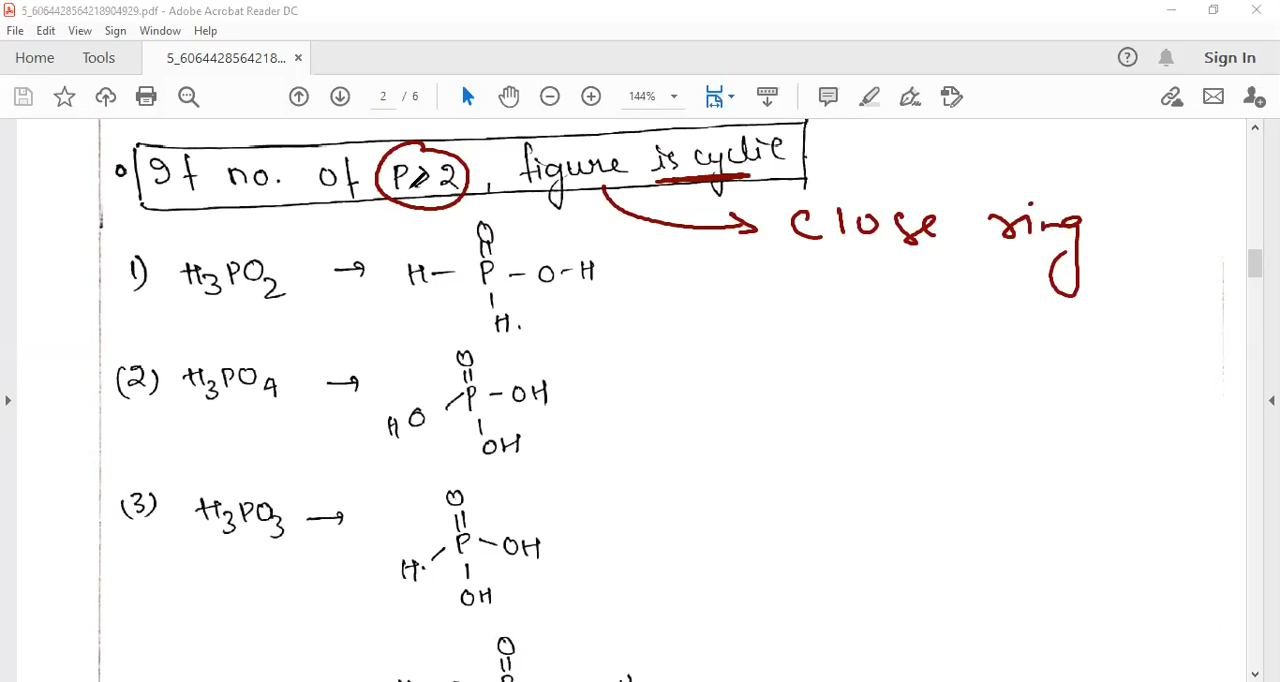 5_6064428564218904929.pdf - Adobe Acrobat Reader DC
File Edit View Sign Window Help
Home Tools 5_6064428564218... × Sign In
2 / 6 144%
If no. of P⩾2, figure is cyclic
Close ring
1) H3PO2 → H - P - O - H
O
H.
(2) H3PO4 → HO P - OH
O
OH
(3) H3PO3 → H. P - OH
O
OH
O